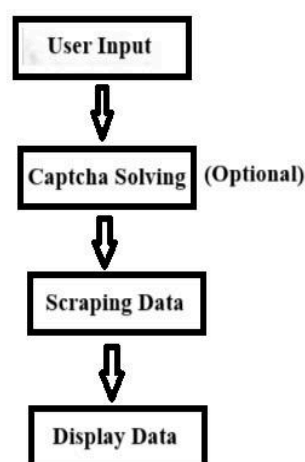 User Input
Captcha Solving (Optional)
Scraping Data
Display Data